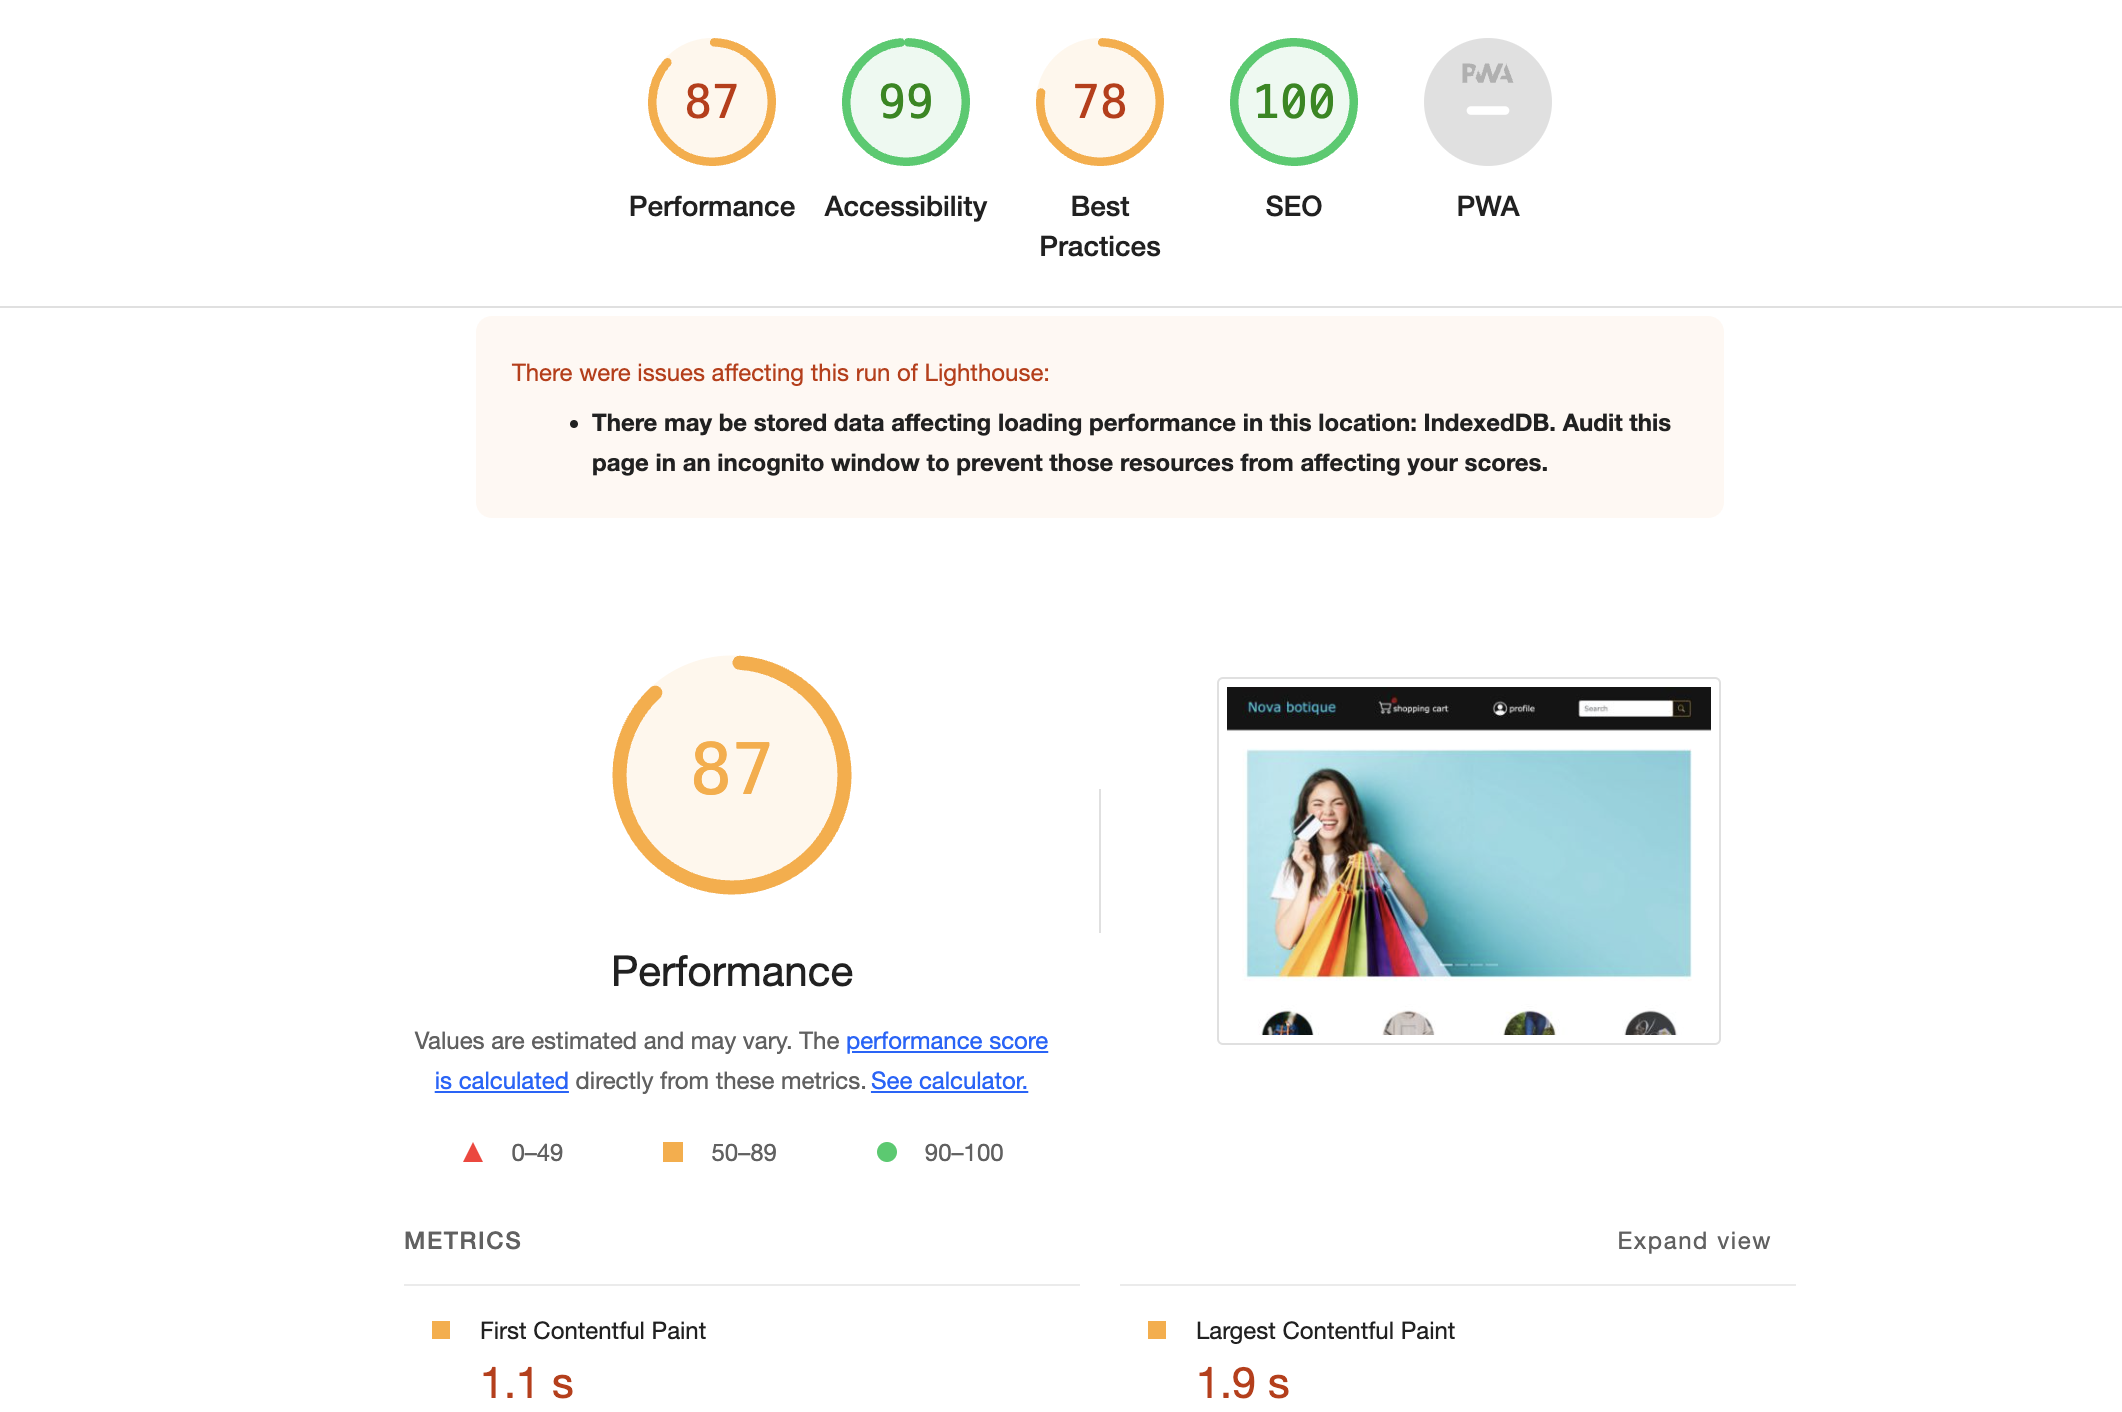 87
99
78
100
PWA
Performance
Accessibility
Best
Practices
SEO
PWA
There were issues affecting this run of Lighthouse:
• There may be stored data affecting loading performance in this location: IndexedDB. Audit this
page in an incognito window to prevent those resources from affecting your scores.
87
Performance
Values are estimated and may vary. The performance score
is calculated directly from these metrics. See calculator.
0–49
50–89
90–100
Nova botique
shopping cart
profile
Search
METRICS
Expand view
First Contentful Paint
1.1 s
Largest Contentful Paint
1.9 s